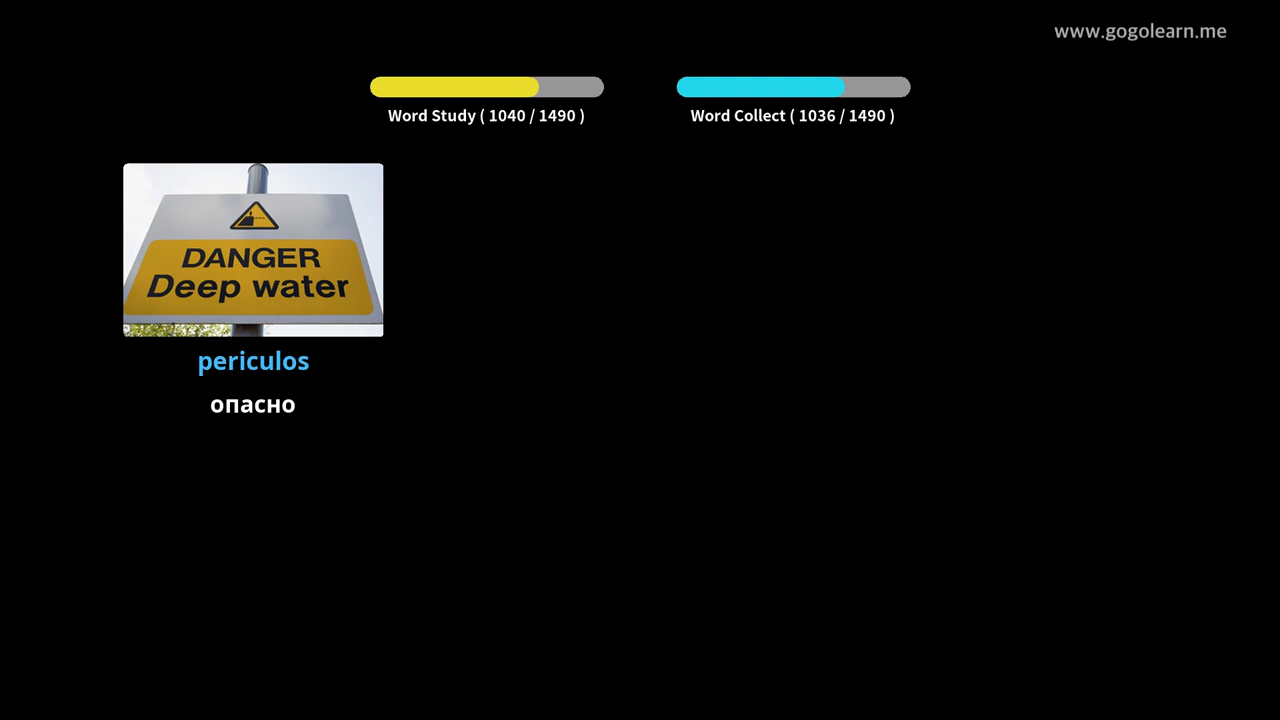 www.gogolearn.me
Word Study ( 1040 / 1490 )
Word Collect ( 1036 / 1490 )
DANGER
Deep water
periculos
опасно